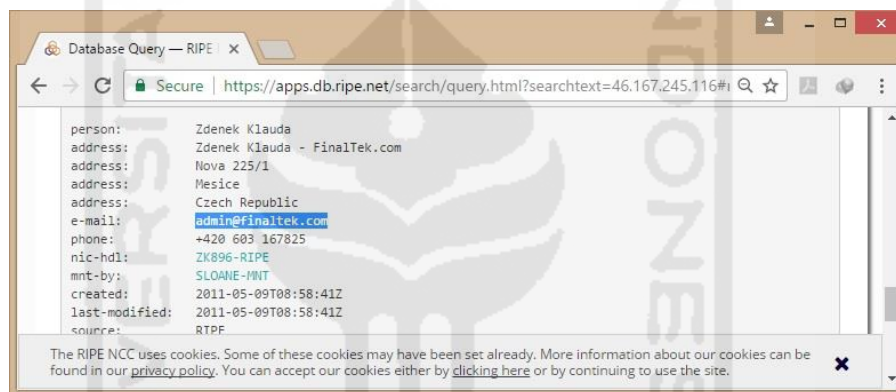 Database Query — RIPE
Secure | https://apps.db.ripe.net/search/query.html?searchtext=46.167.245.116#
person: Zdenek Klauda
address: Zdenek Klauda - FinalTek.com
address: Nova 225/1
address: Mesice
address: Czech Republic
e-mail: admin@finaltek.com
phone: +420 603 167825
nic-hdl: ZK896-RIPE
mnt-by: SLOANE-MNT
created: 2011-05-09T08:58:41Z
last-modified: 2011-05-09T08:58:41Z
source: RIPE
The RIPE NCC uses cookies. Some of these cookies may have been set already. More information about our cookies can be
found in our privacy policy. You can accept our cookies either by clicking here or by continuing to use the site.